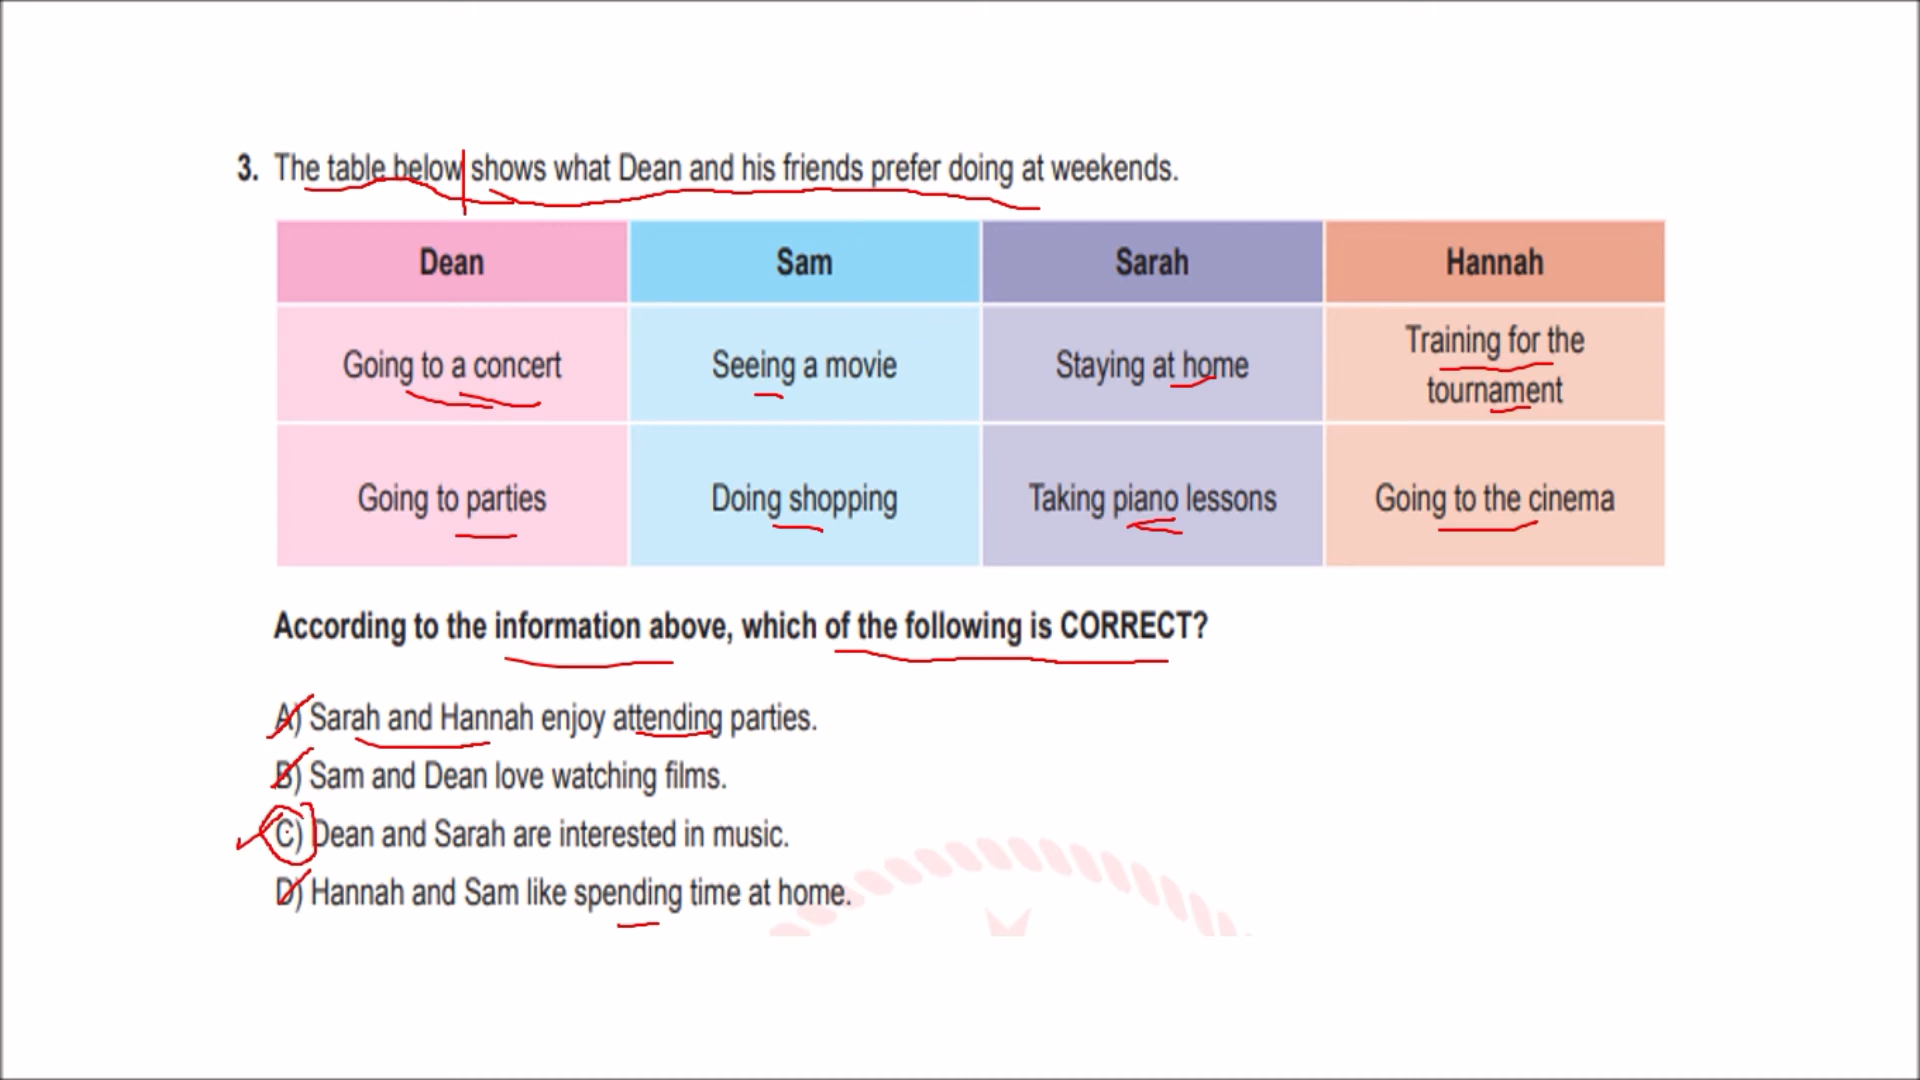 3. The table below shows what Dean and his friends prefer doing at weekends.
Dean Sam Sarah Hannah
Going to a concert Seeing a movie Staying at home Training for the tournament
Going to parties Doing shopping Taking piano lessons Going to the cinema
According to the information above, which of the following is CORRECT?
A) Sarah and Hannah enjoy attending parties.
B) Sam and Dean love watching films.
C) Dean and Sarah are interested in music.
D) Hannah and Sam like spending time at home.